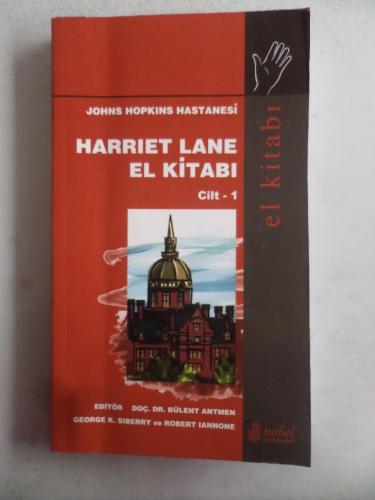 JOHNS HOPKINS HASTANESİ
HARRIET LANE
EL KİTABI
Cilt - 1
el kitabı
EDİTÖR DOÇ. DR. BÜLENT ANTMEN
GEORGE K. SIBERRY ve ROBERT IANNONE
nobel